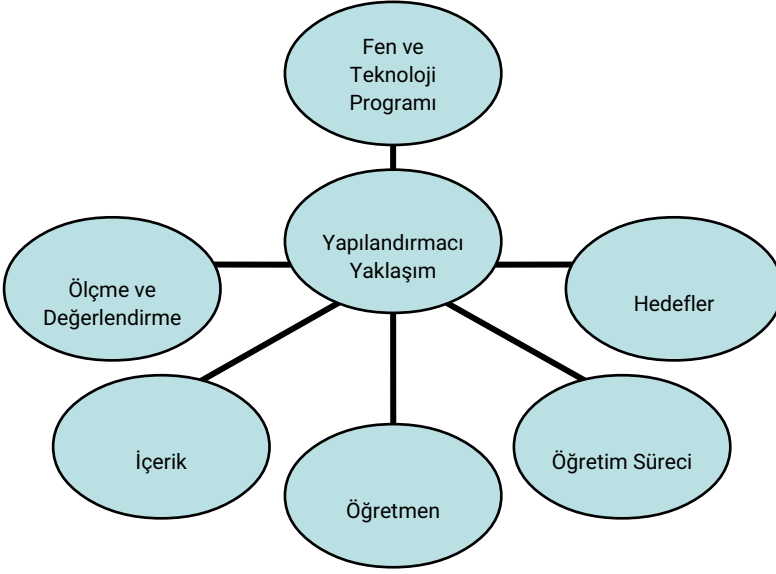 Fen ve
Teknoloji
Programı
Yapılandırmacı
Yaklaşım
Ölçme ve
Değerlendirme
Hedefler
İçerik
Öğretim Süreci
Öğretmen